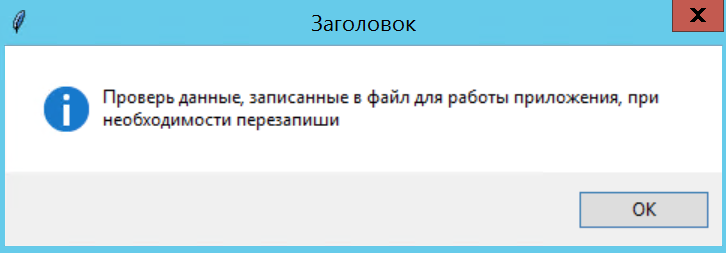 Заголовок
Проверь данные, записанные в файл для работы приложения, при
необходимости перезапиши
OK